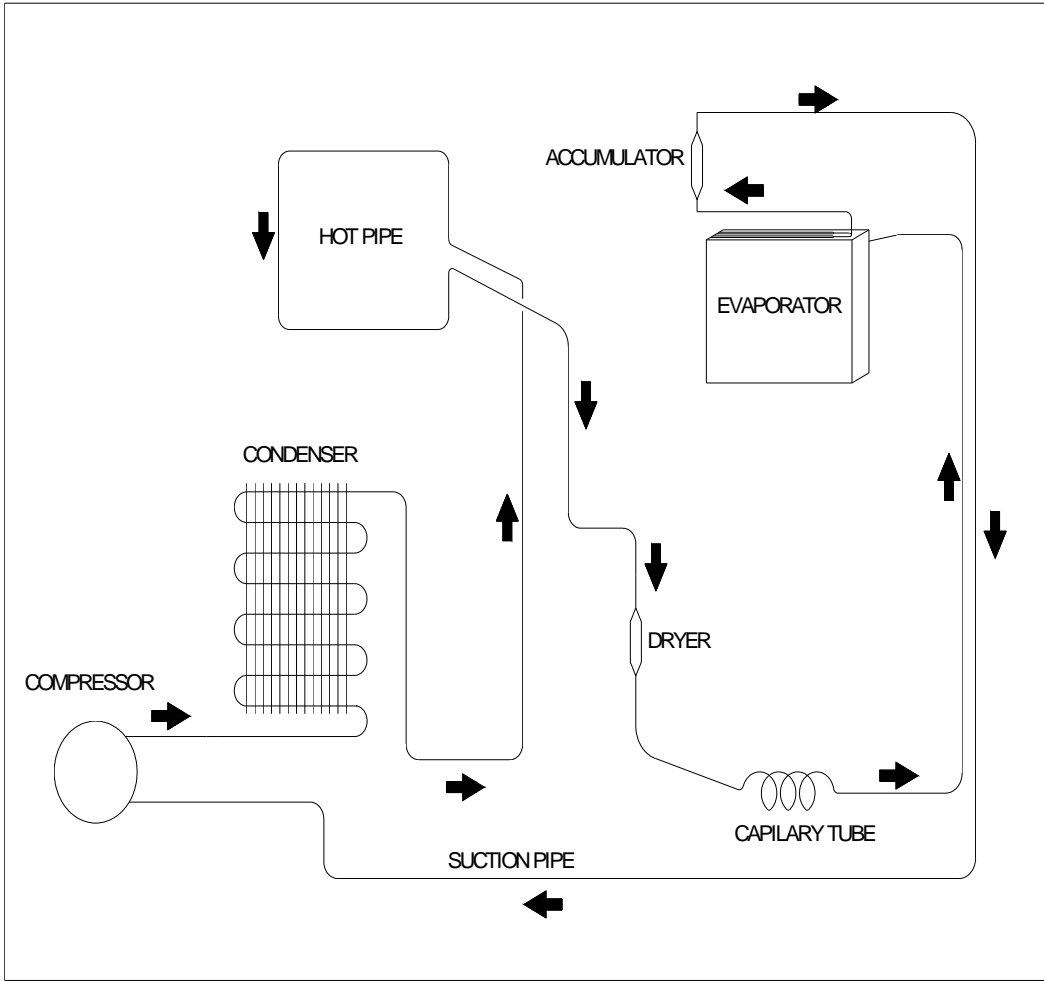 ACCUMULATOR
HOT PIPE
EVAPORATOR
CONDENSER
DRYER
COMPRESSOR
CAPILARY TUBE
SUCTION PIPE